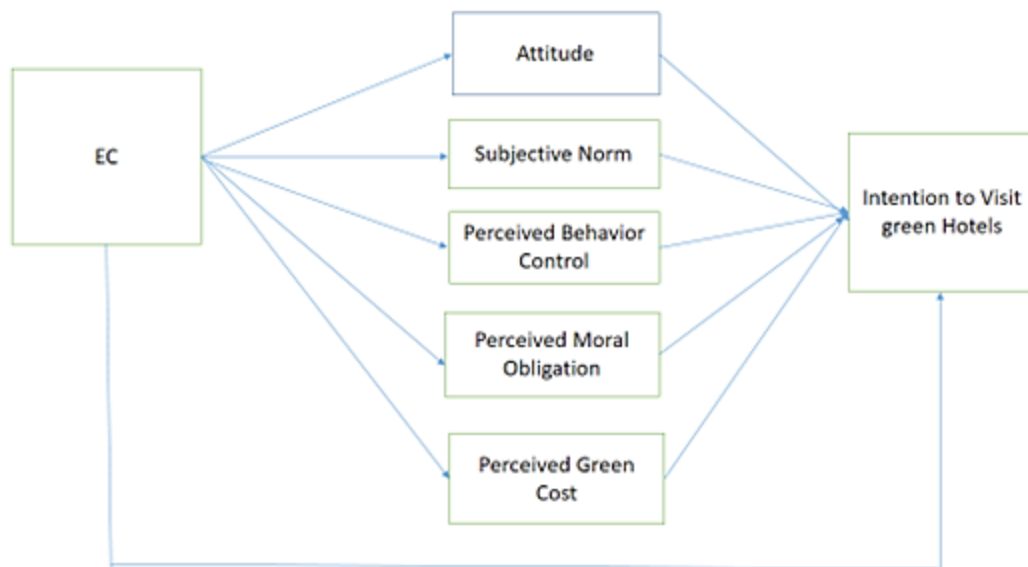 EC
Attitude
Subjective Norm
Perceived Behavior
Control
Perceived Moral
Obligation
Perceived Green
Cost
Intention to Visit
green Hotels